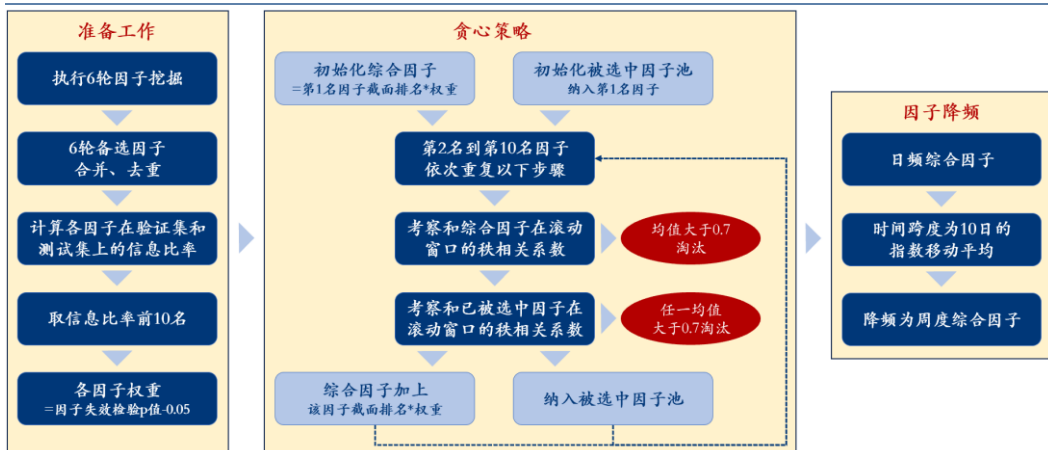 准备工作
执行6轮因子挖掘
6轮备选因子
合并、去重
计算各因子在验证集和
测试集上的信息比率
取信息比率前10名
各因子权重
=因子失效检验p值-0.05
贪心策略
初始化综合因子
=第1名因子截面排名*权重
初始化被选中因子池
纳入第1名因子
第2名到第10名因子
依次重复以下步骤
考察和综合因子在滚动
窗口的秩相关系数
均值大于0.7
淘汰
考察和已被选中因子在
滚动窗口的秩相关系数
任一均值
大于0.7淘汰
综合因子加上
该因子截面排名*权重
纳入被选中因子池
因子降频
日频综合因子
时间跨度为10日的
指数移动平均
降频为周度综合因子